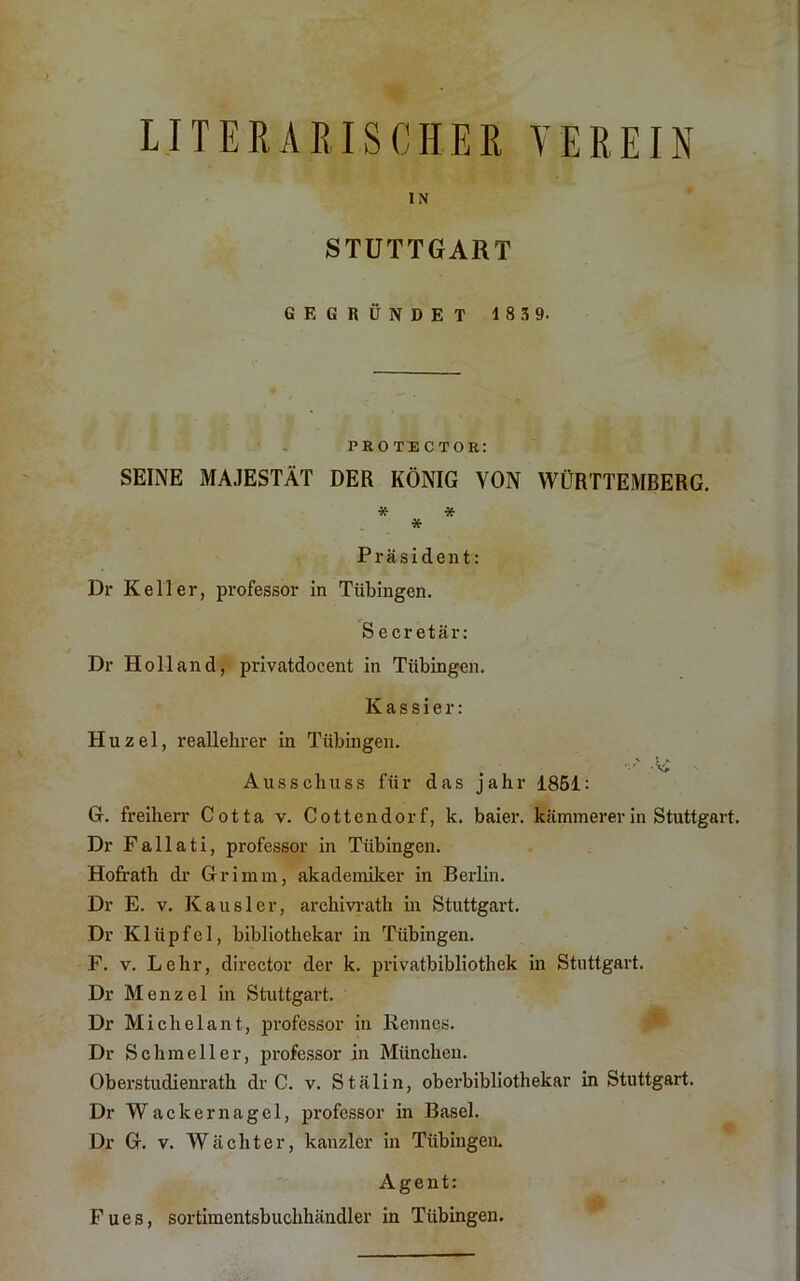 LITERARISCHER VEREIN
IN
STUTTGART
GEGRÜNDET 1839.
PROTECTOR:
SEINE MAJESTÄT DER KÖNIG VON WÜRTTEMBERG.
* * *
Präsident:
Dr Keller, professor in Tübingen.
Secretär:
Dr Holland, privatdocent in Tübingen.
Kassier:
Huzel, reallehrer in Tübingen.
Ausschuss für das jahr 1851:
G. freiherr Cotta v. Cottendorf, k. baier. kämmerer in Stuttgart.
Dr Fallati, professor in Tübingen.
Hofrath dr Grimm, akademiker in Berlin.
Dr E. v. Kausler, archivrath in Stuttgart.
Dr Klüpfel, bibliothekar in Tübingen.
F. v. Lehr, director der k. privatbibliothek in Stuttgart.
Dr Menzel in Stuttgart.
Dr Michelant, professor in Rennes.
Dr Schmeller, professor in München.
Oberstudienrath dr C. v. Stälin, oberbibliothekar in Stuttgart.
Dr Wackernagel, professor in Basel.
Dr G. v. Wächter, kanzler in Tübingen.
Agent:
Fues, sortimentsbuchhändler in Tübingen.